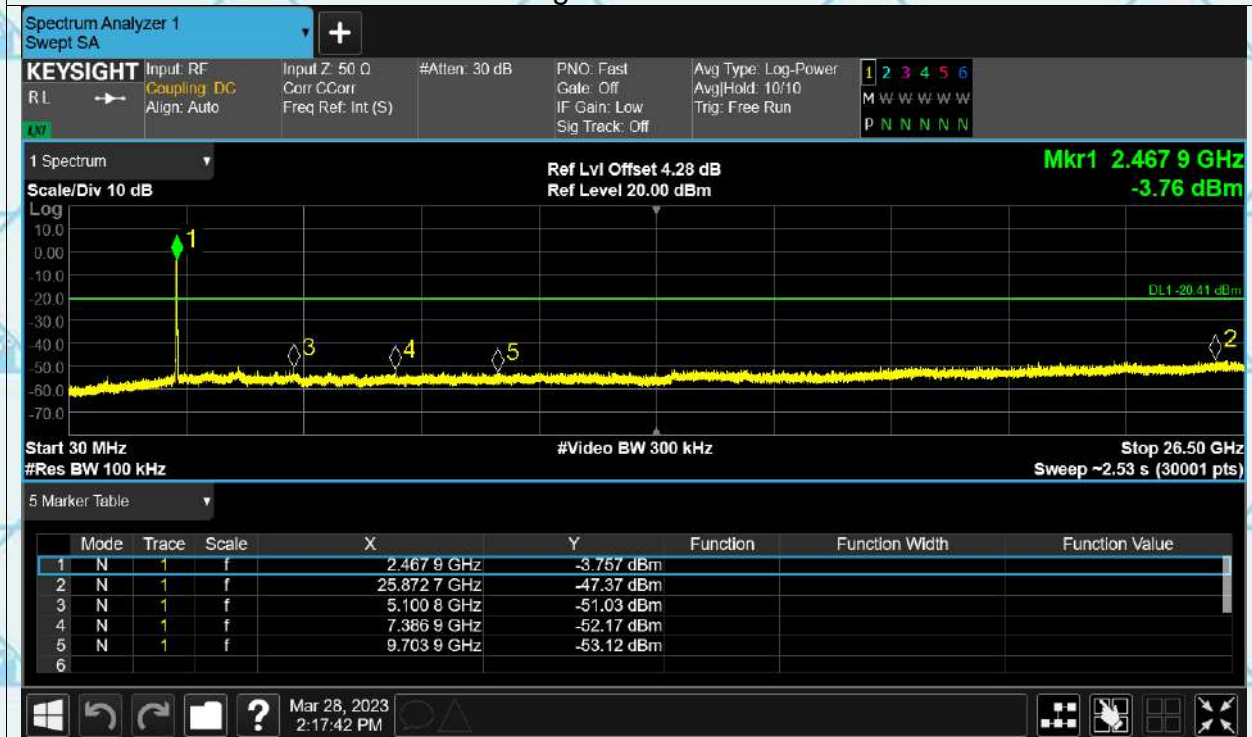 Spectrum Analyzer 1
Swept SA
+
KEYSIGHT Input: RF Input Z: 50 Ω #Atten: 30 dB PNO: Fast Avg Type: Log-Power 1 2 3 4 5 6
RL Coupling: DC Corr CCorr Gate: Off Avg|Hold: 10/10 M W W W W W
Align: Auto Freq Ref: Int (S) IF Gain: Low Trig: Free Run
LXI Sig Track: Off P N N N N N
1 Spectrum Ref Lvl Offset 4.28 dB Mkr1 2.467 9 GHz
Scale/Div 10 dB Ref Level 20.00 dBm -3.76 dBm
Log
10.0
1
0.00
-10.0
DL1 -20.41 dBm
-20.0
-30.0
-40.0
3 4 5 2
-50.0
-60.0
-70.0
Start 30 MHz #Video BW 300 kHz Stop 26.50 GHz
#Res BW 100 kHz Sweep ~2.53 s (30001 pts)
5 Marker Table
Mode Trace Scale X Y Function Function Width Function Value
1 N 1 f 2.467 9 GHz -3.757 dBm
2 N 1 f 25.872 7 GHz -47.37 dBm
3 N 1 f 5.100 8 GHz -51.03 dBm
4 N 1 f 7.386 9 GHz -52.17 dBm
5 N 1 f 9.703 9 GHz -53.12 dBm
6
? Mar 28, 2023
2:17:42 PM